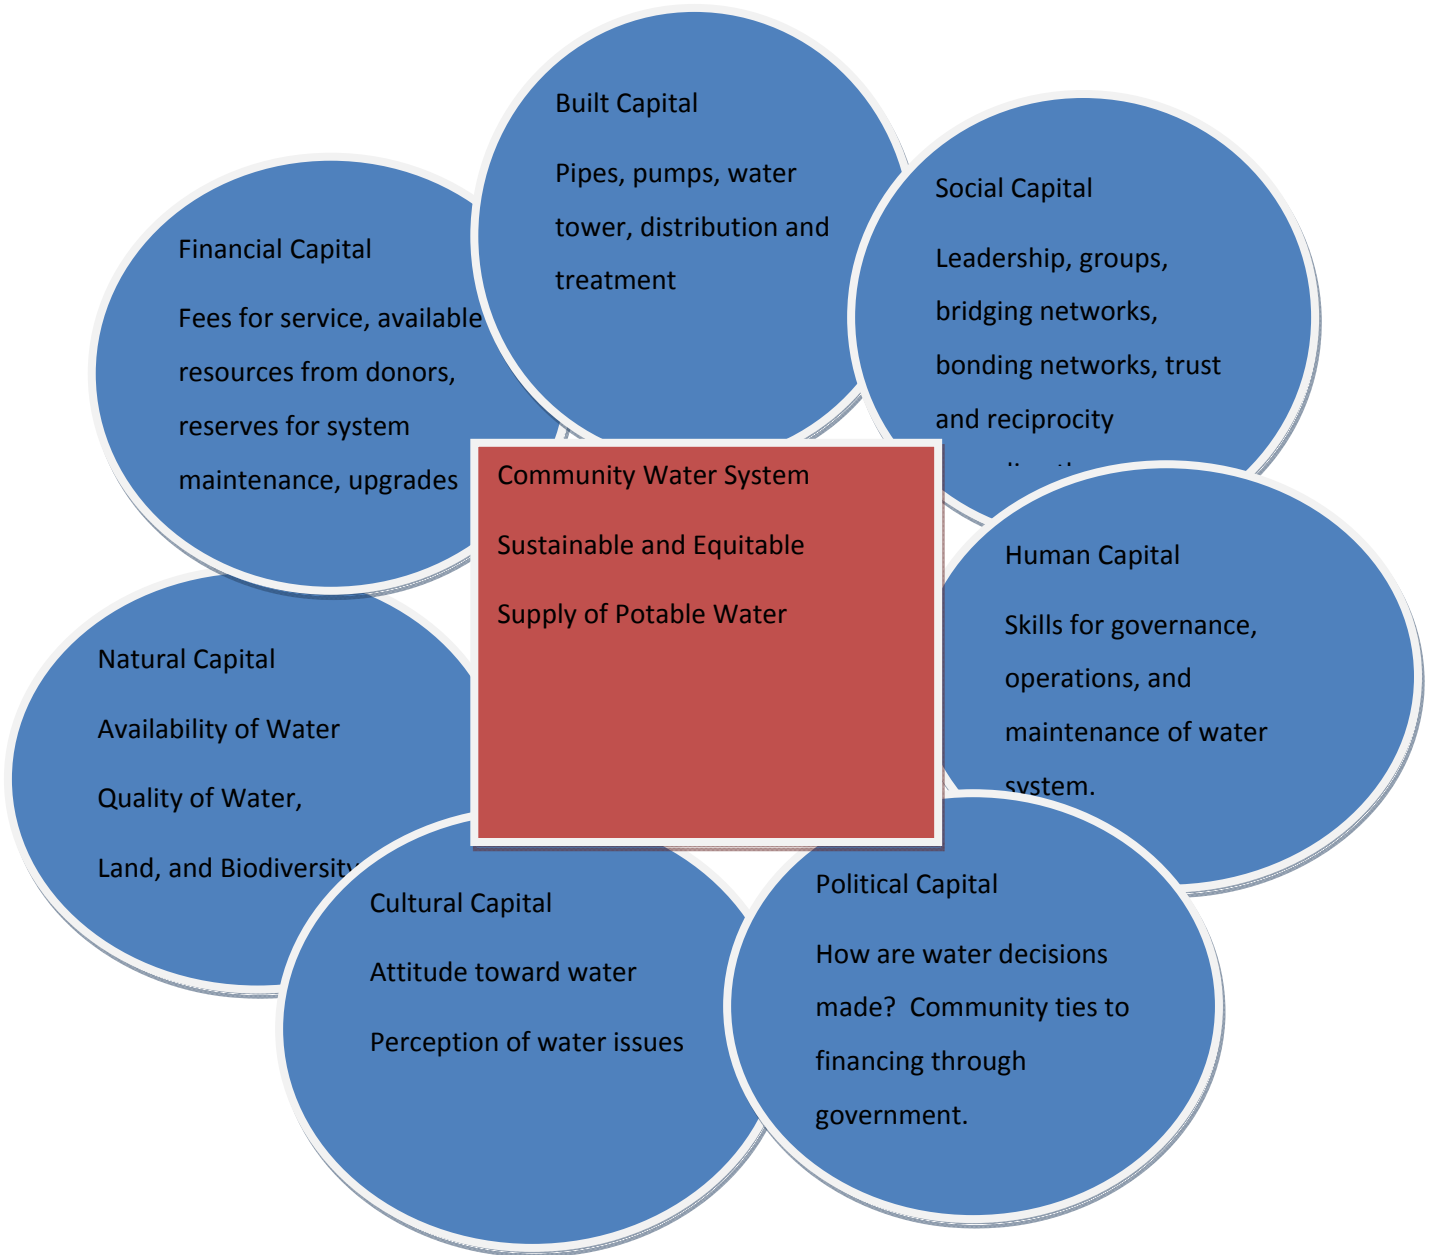 Built Capital
Pipes, pumps, water
tower, distribution and
treatment
Social Capital
Leadership, groups,
bridging networks,
bonding networks, trust
and reciprocity
Financial Capital
Fees for service, available
resources from donors,
reserves for system
maintenance, upgrades
Community Water System
Sustainable and Equitable
Supply of Potable Water
Human Capital
Skills for governance,
operations, and
maintenance of water
system.
Natural Capital
Availability of Water
Quality of Water,
Land, and Biodiversity
Cultural Capital
Attitude toward water
Perception of water issues
Political Capital
How are water decisions
made?  Community ties to
financing through
government.